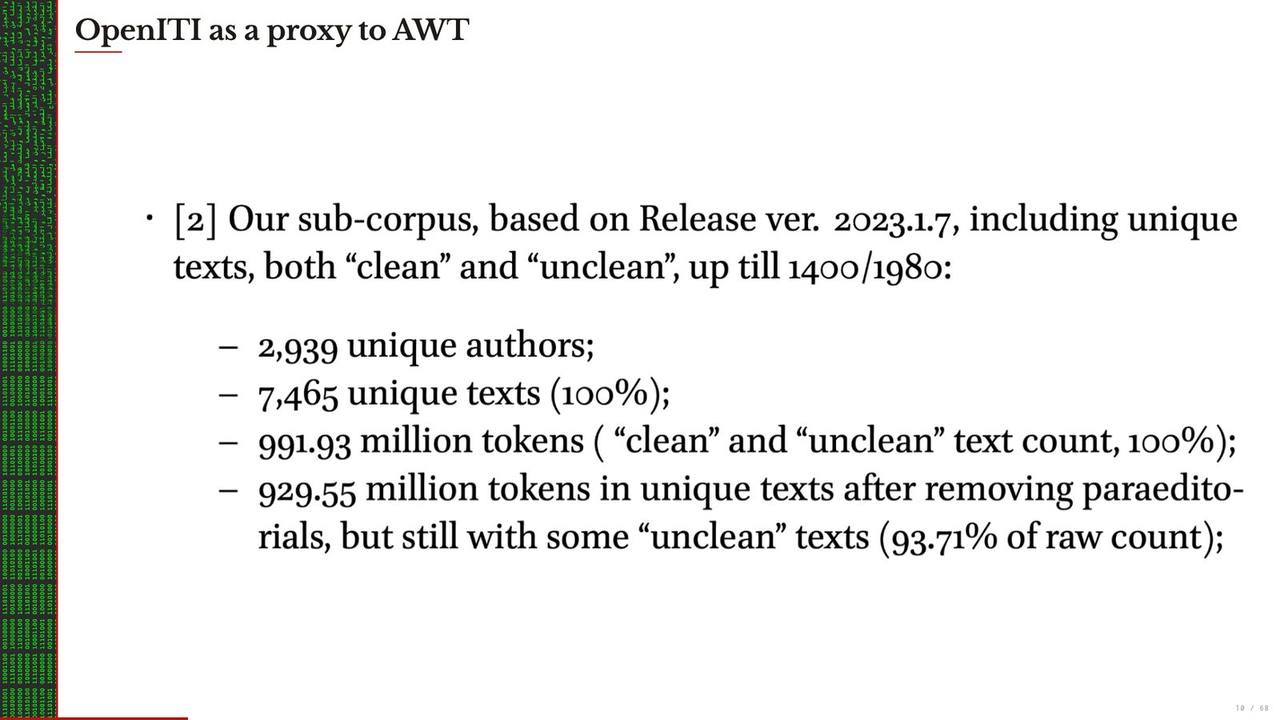 OpenITI as a proxy to AWT
• [2] Our sub-corpus, based on Release ver. 2023.1.7, including unique
texts, both “clean” and “unclean”, up till 1400/1980:
– 2,939 unique authors;
– 7,465 unique texts (100%);
– 991.93 million tokens ( “clean” and “unclean” text count, 100%);
– 929.55 million tokens in unique texts after removing paraedito-
rials, but still with some “unclean” texts (93.71% of raw count);
10 / 68